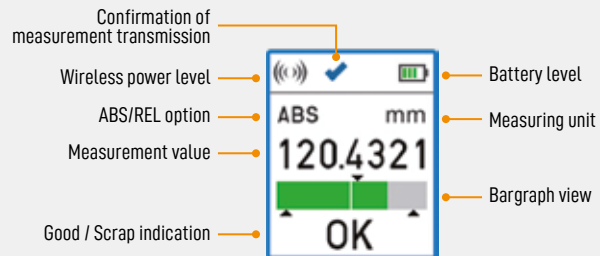 Confirmation of
measurement transmission
Wireless power level
Battery level
ABS/REL option
ABS
mm
Measuring unit
Measurement value
120.4321
Bargraph view
Good / Scrap indication
OK